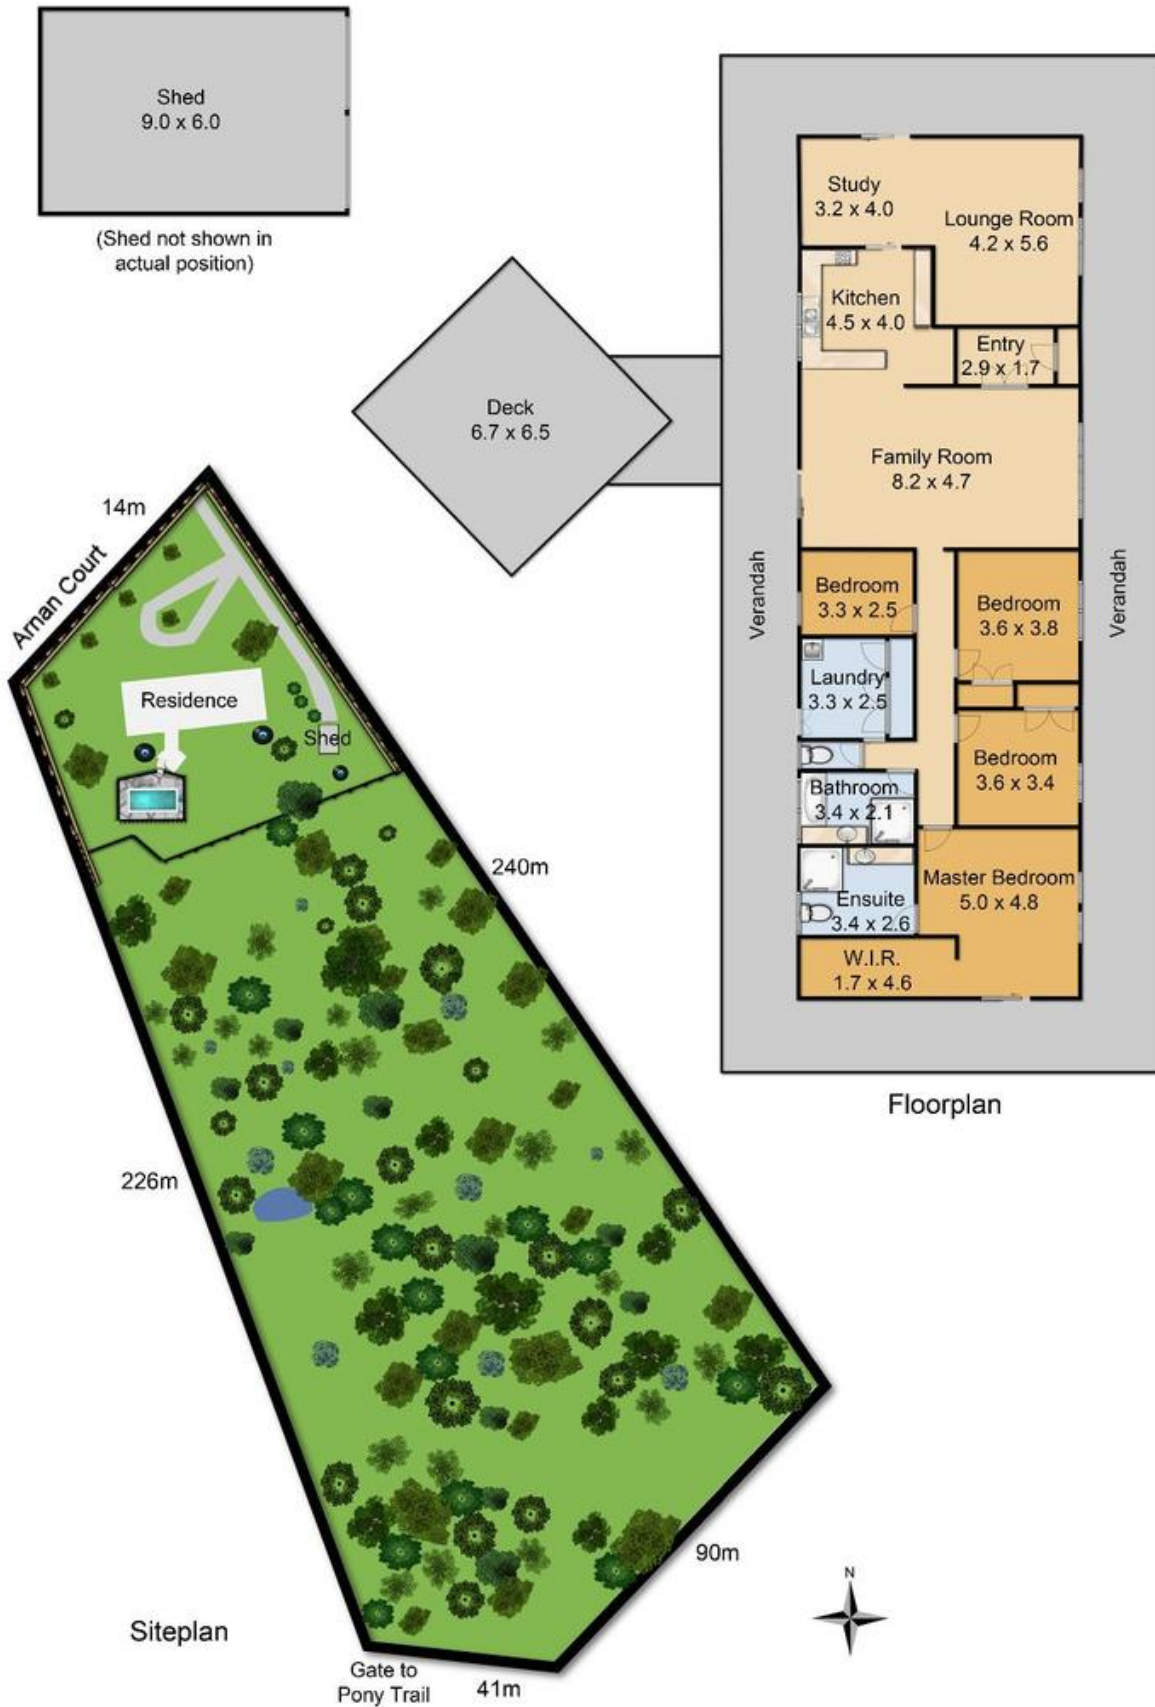 Shed
9.0 x 6.0
(Shed not shown in
actual position)
Study
3.2 x 4.0
Lounge Room
4.2 x 5.6
Kitchen
4.5 x 4.0
Entry
2.9 x 1.7
Deck
6.7 x 6.5
Family Room
8.2 x 4.7
Verandah
Verandah
Bedroom
3.3 x 2.5
Bedroom
3.6 x 3.8
Laundry
3.3 x 2.5
Bedroom
3.6 x 3.4
Bathroom
3.4 x 2.1
Master Bedroom
5.0 x 4.8
Ensuite
3.4 x 2.6
W.I.R.
1.7 x 4.6
Floorplan
14m
Arnan Court
Residence
Shed
240m
226m
90m
N
Siteplan
Gate to
Pony Trail
41m